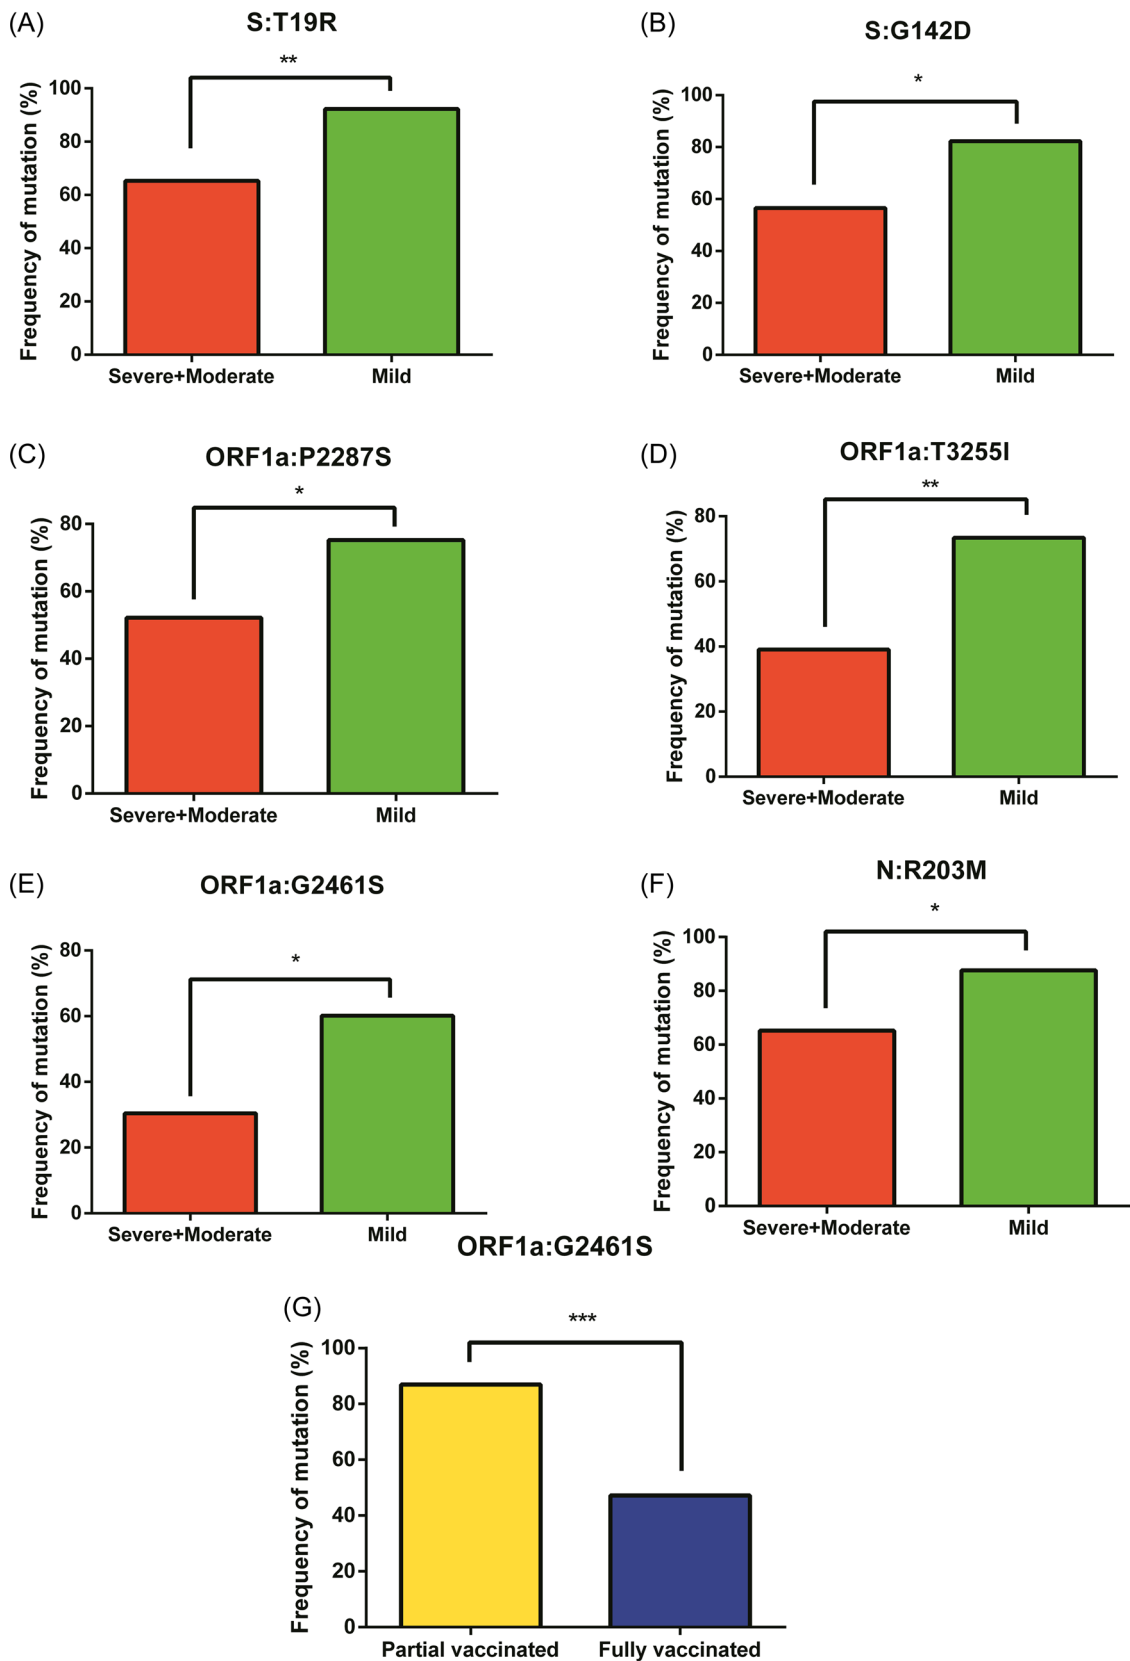 (A)
S:T19R
**
Frequency of mutation (%)
100
80
60
40
20
0
Severe+Moderate
Mild
(B)
S:G142D
*
Frequency of mutation (%)
100
80
60
40
20
0
Severe+Moderate
Mild
(C)
ORF1a:P2287S
*
Frequency of mutation (%)
80
60
40
20
0
Severe+Moderate
Mild
(D)
ORF1a:T3255I
**
Frequency of mutation (%)
80
60
40
20
0
Severe+Moderate
Mild
(E)
ORF1a:G2461S
*
Frequency of mutation (%)
80
60
40
20
0
Severe+Moderate
Mild
(F)
N:R203M
*
Frequency of mutation (%)
100
80
60
40
20
0
Severe+Moderate
Mild
ORF1a:G2461S
(G)
***
Frequency of mutation (%)
100
80
60
40
20
0
Partial vaccinated
Fully vaccinated